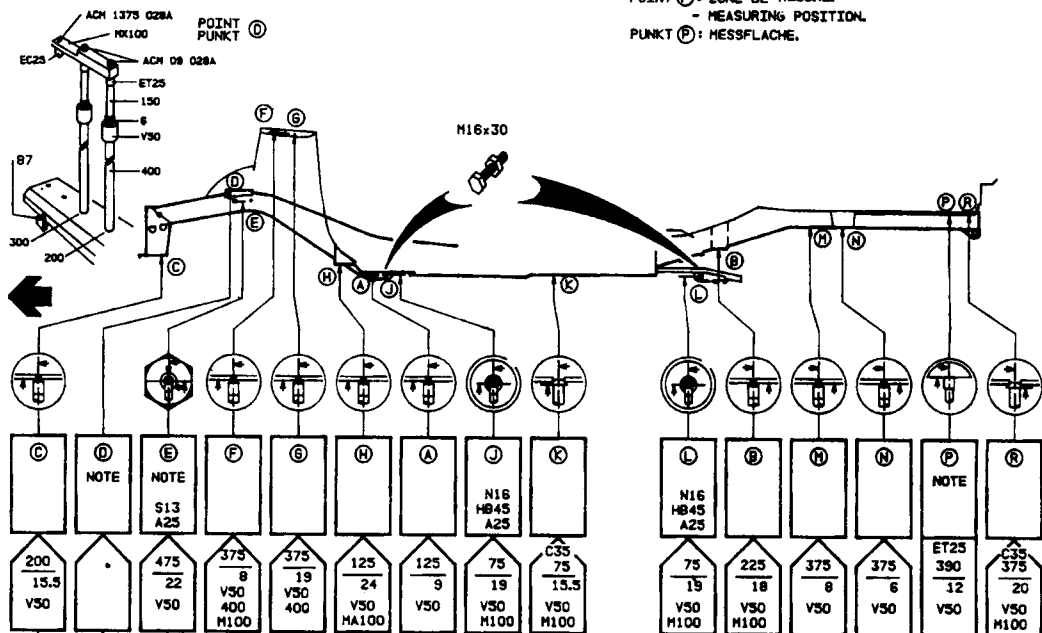 ACM 1375 028A
MX100
POINT Ⓓ
PUNKT
EC25
ACM 09 028A
ET25
150
6
V50
400
87
300
200
- MEASURING POSITION.
PUNKT Ⓟ: MESSFLACHE.
M16x30
Ⓕ Ⓖ
Ⓓ
Ⓔ
Ⓒ
Ⓗ
Ⓐ
Ⓙ
Ⓚ
Ⓛ
Ⓑ
Ⓜ
Ⓝ
Ⓟ Ⓡ
Ⓒ
200
15.5
V50
Ⓓ
NOTE
Ⓔ
NOTE
S13
A25
475
22
V50
Ⓕ
375
8
V50
400
M100
Ⓖ
375
19
V50
400
Ⓗ
125
24
V50
MA100
Ⓐ
125
9
V50
Ⓙ
N16
HB45
A25
75
19
V50
M100
Ⓚ
C35
75
15.5
V50
M100
Ⓛ
N16
HB45
A25
75
19
V50
M100
Ⓑ
225
18
V50
M100
Ⓜ
375
8
V50
Ⓝ
375
6
V50
Ⓟ
NOTE
ET25
390
12
V50
Ⓡ
C35
375
20
V50
M100